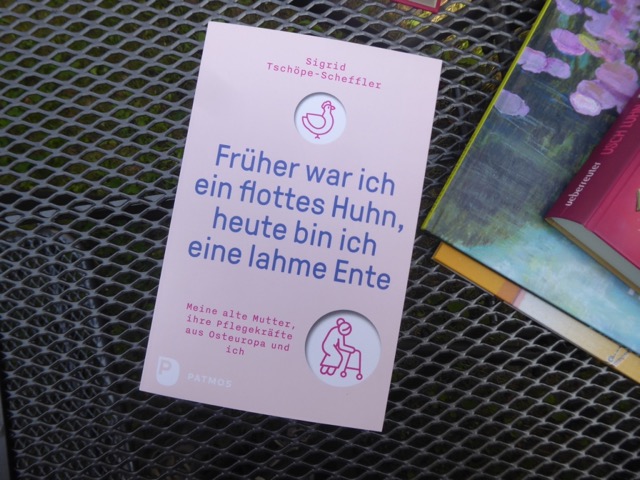 Sigrid
Tschöpe-Scheffler
Früher war ich
ein flottes Huhn,
heute bin ich
eine lahme Ente
Meine alte Mutter,
ihre Pflegekräfte
aus Osteuropa und
ich
P
PATMOS
ueberreuter